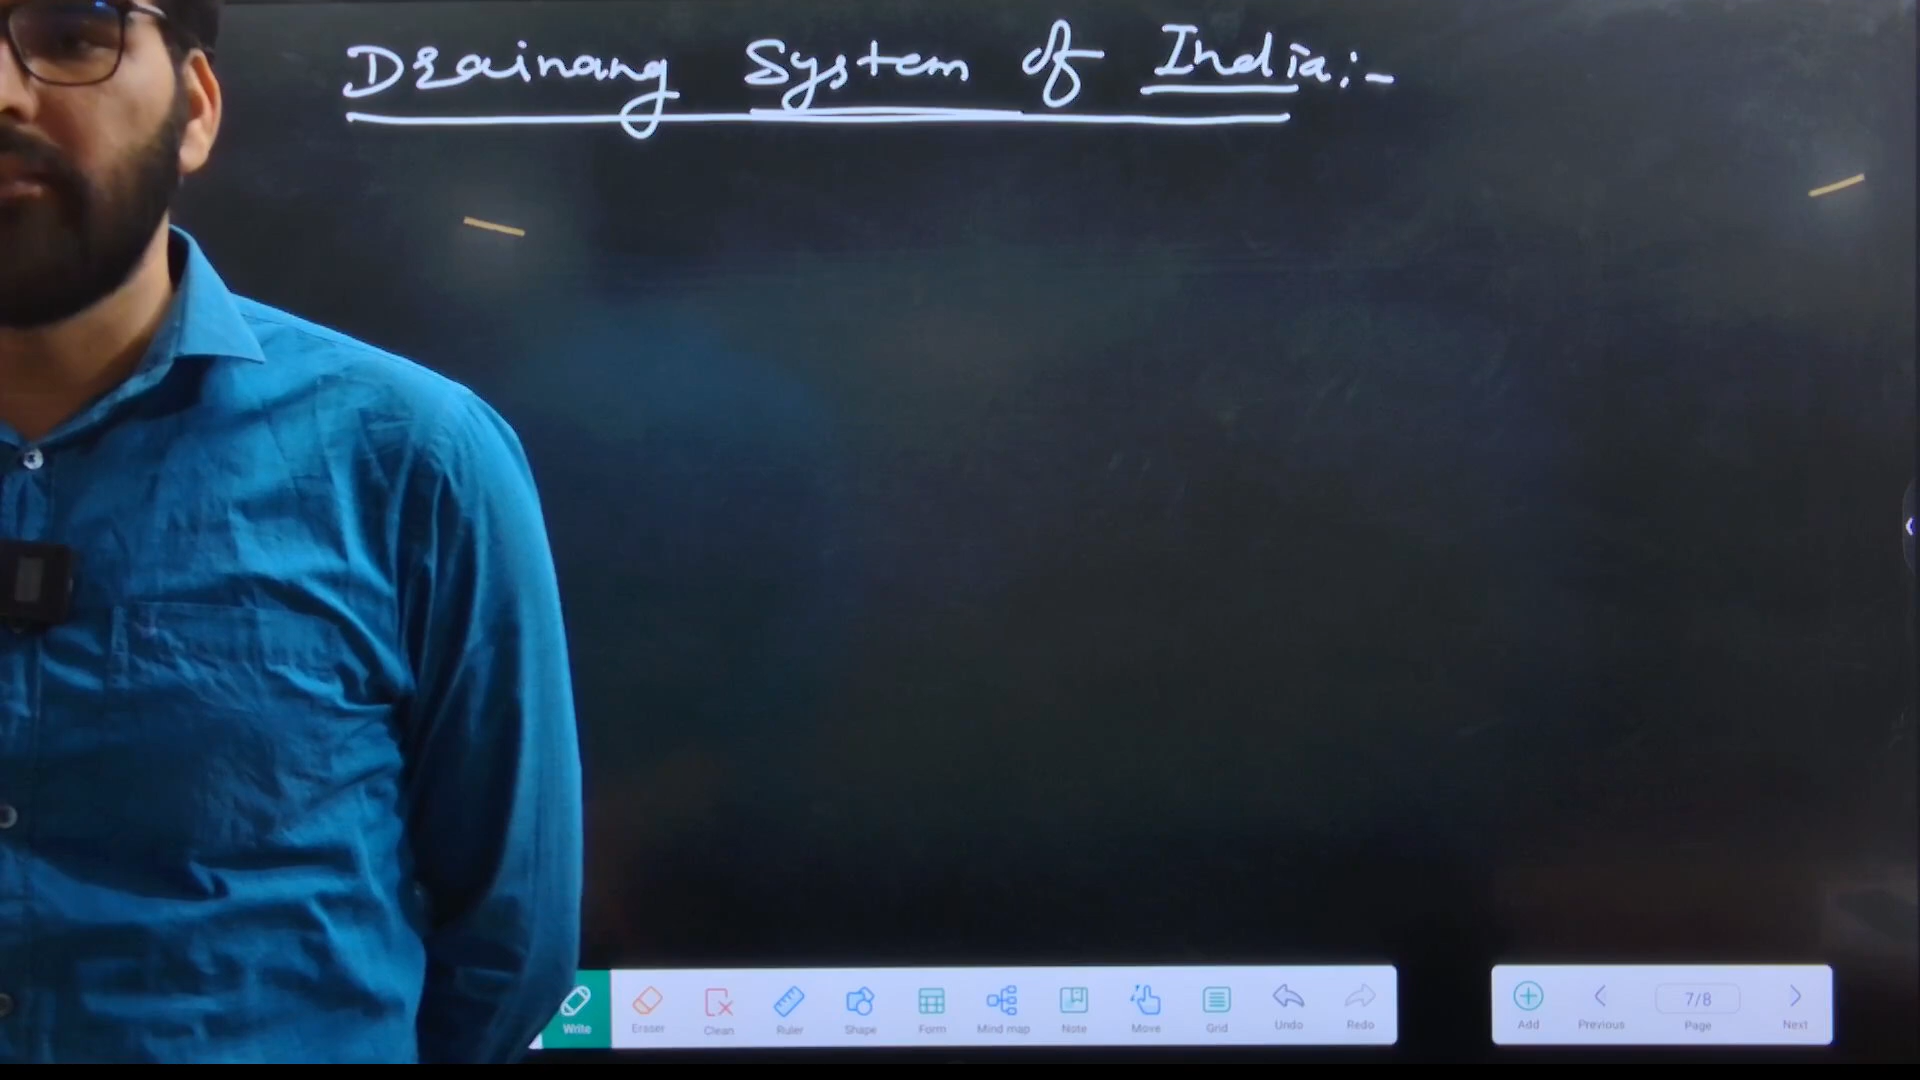 Drainang System of India:-
Write Eraser Clean Ruler Shape Form Mind map Note Move Grid Undo Redo
Add Previous 7/8 Page Next